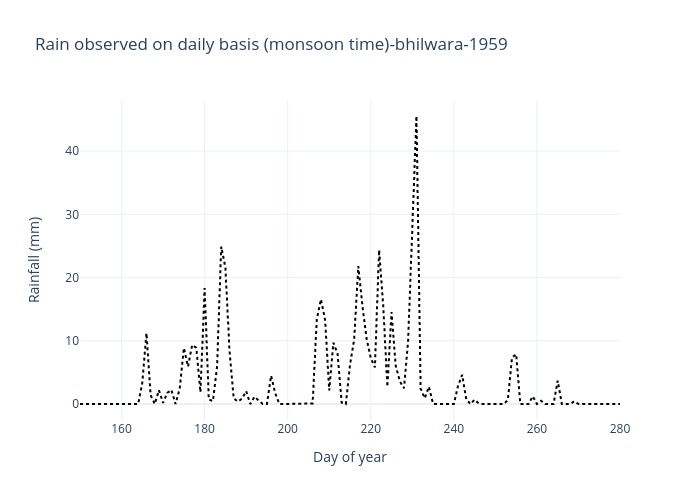 Rain observed on daily basis (monsoon time)-bhilwara-1959
40
30
20
10
0
Rainfall (mm)
160 180 200 220 240 260 280
Day of year